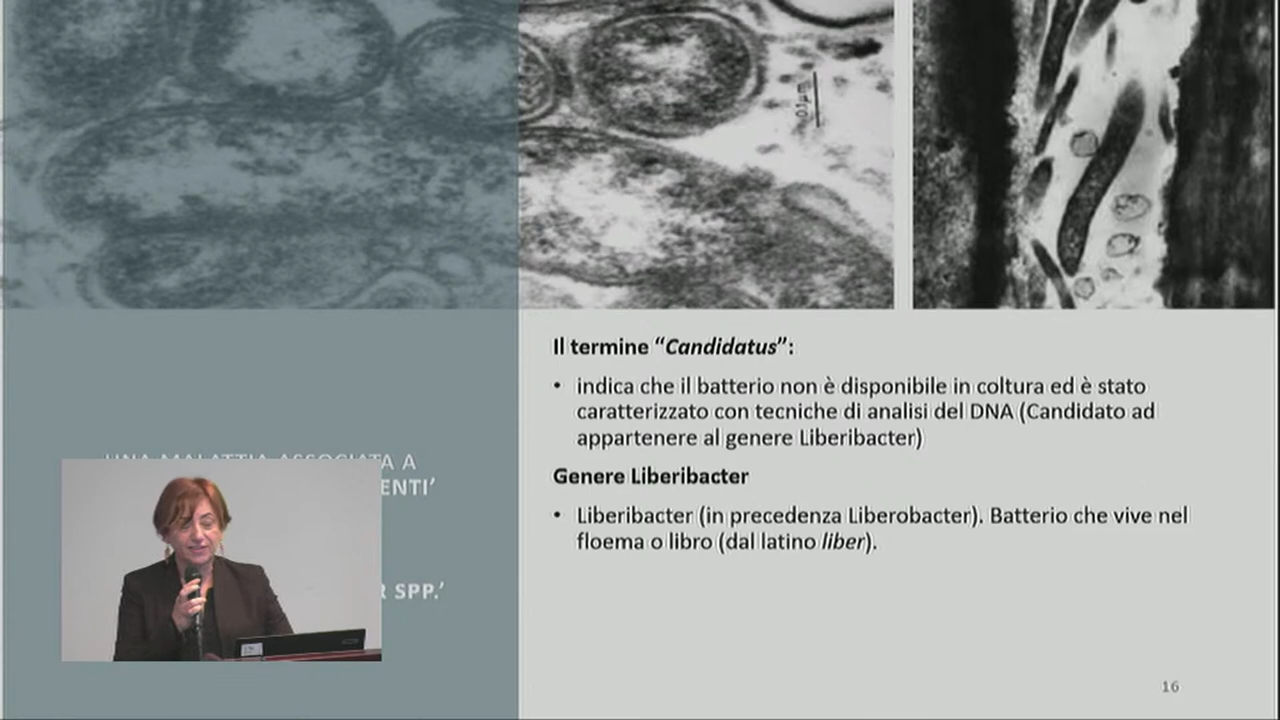 0.1µm
Il termine “Candidatus”:
• indica che il batterio non è disponibile in coltura ed è stato
caratterizzato con tecniche di analisi del DNA (Candidato ad
appartenere al genere Liberibacter)
Genere Liberibacter
• Liberibacter (in precedenza Liberobacter). Batterio che vive nel
floema o libro (dal latino liber).
UNA MALATTIA ASSOCIATA A
ENTI’
SPP.’
16